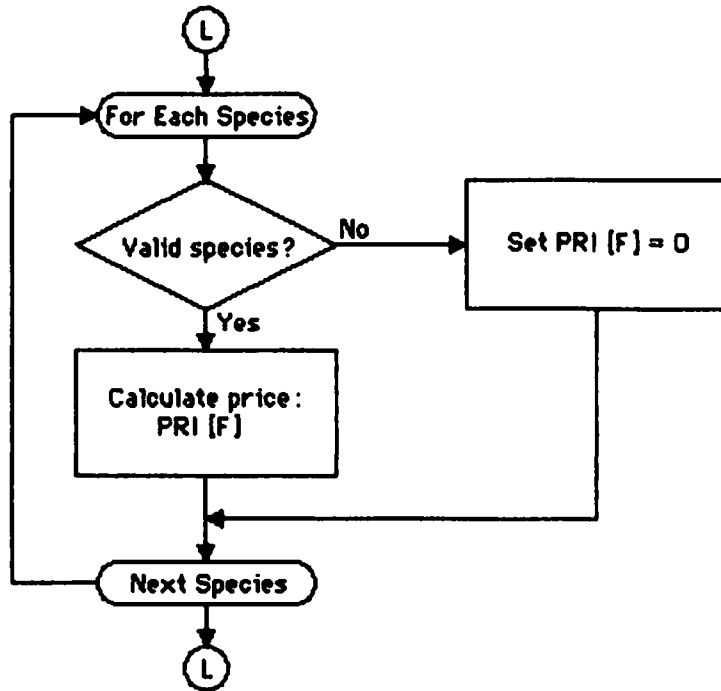 L
For Each Species
Valid species?
No
Set PRI [F] = 0
Yes
Calculate price:
PRI [F]
Next Species
L